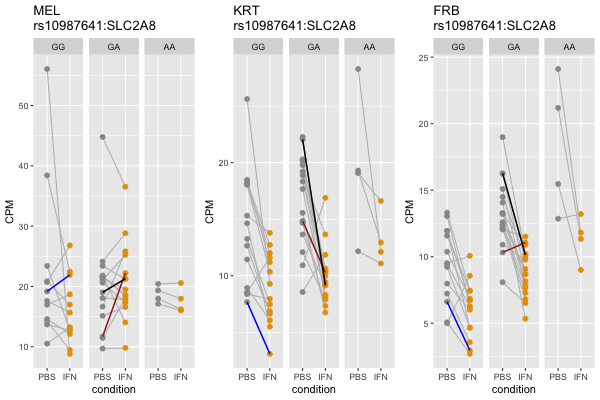 MEL
rs10987641:SLC2A8
GG GA AA
CPM
50
40
30
20
10
PBS IFN PBS IFN PBS IFN
condition
KRT
rs10987641:SLC2A8
GG GA AA
CPM
20
10
PBS IFN PBS IFN PBS IFN
condition
FRB
rs10987641:SLC2A8
GG GA AA
CPM
25
20
15
10
5
PBS IFN PBS IFN PBS IFN
condition